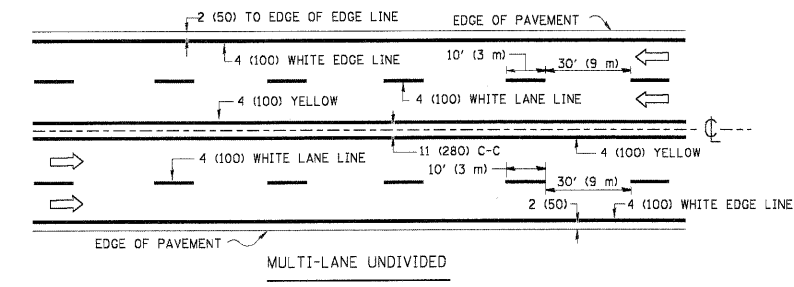 2 (50) TO EDGE OF EDGE LINE
EDGE OF PAVEMENT
4 (100) WHITE EDGE LINE
10' (3 m)
30' (9 m)
4 (100) YELLOW
4 (100) WHITE LANE LINE
℄
4 (100) WHITE LANE LINE
11 (280) C-C
4 (100) YELLOW
10' (3 m)
30' (9 m)
2 (50)
4 (100) WHITE EDGE LINE
EDGE OF PAVEMENT
MULTI-LANE UNDIVIDED